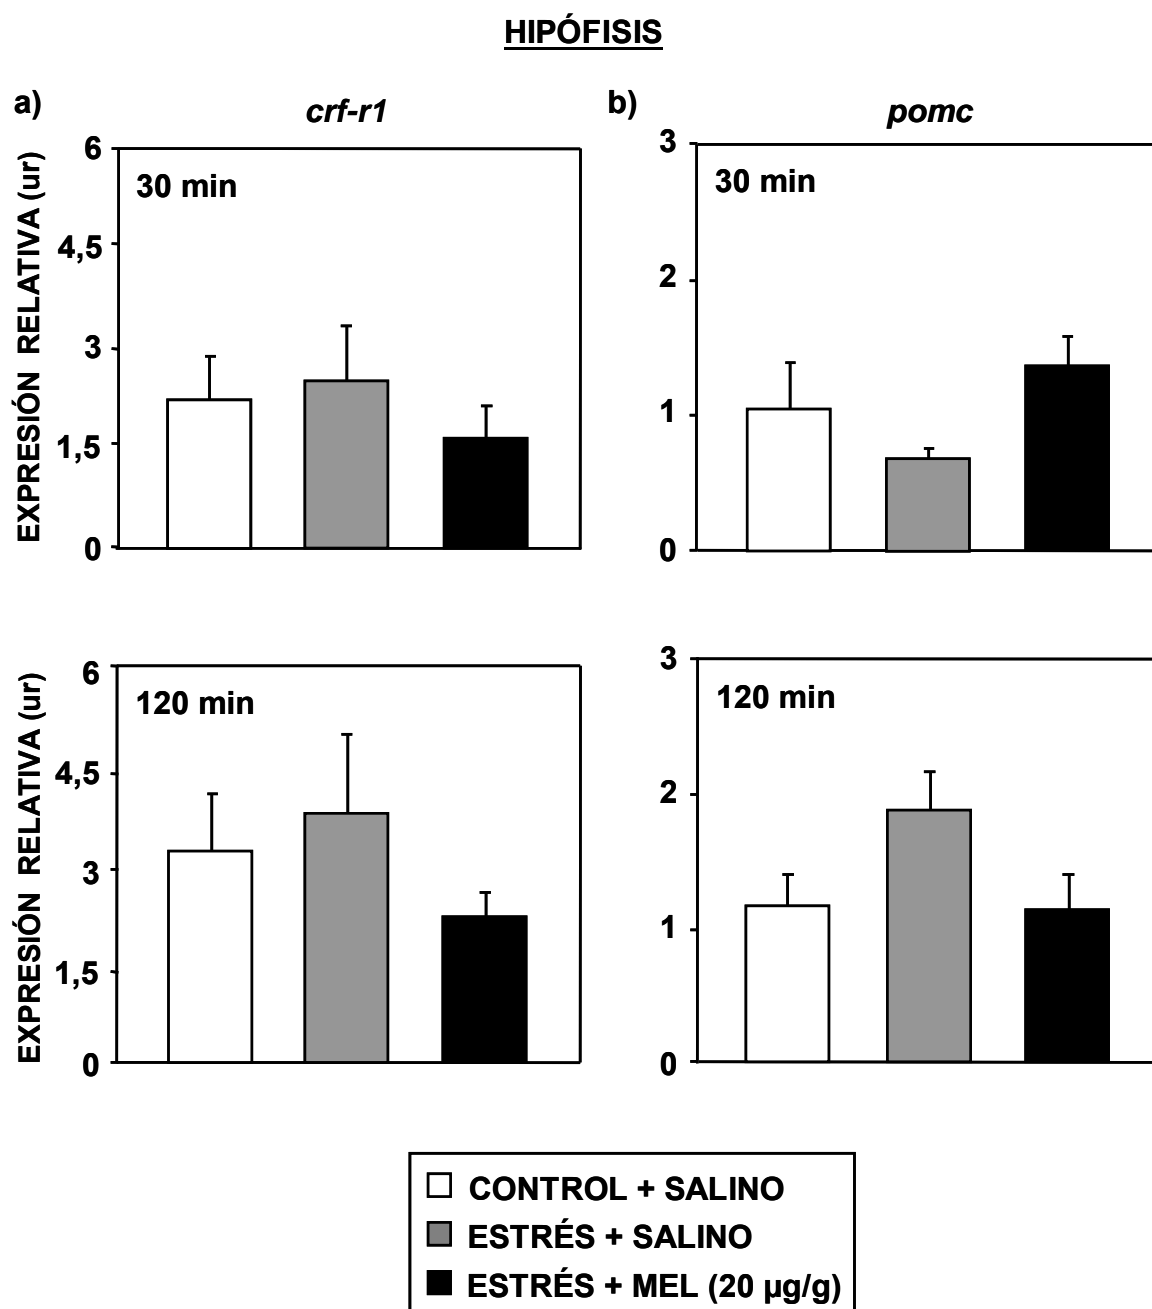 HIPÓFISIS
a)
crf-r1
EXPRESIÓN RELATIVA (ur)
6
4,5
3
1,5
0
30 min
b)
pomc
3
2
1
0
30 min
EXPRESIÓN RELATIVA (ur)
6
4,5
3
1,5
0
120 min
3
2
1
0
120 min
CONTROL + SALINO
ESTRÉS + SALINO
ESTRÉS + MEL (20 µg/g)